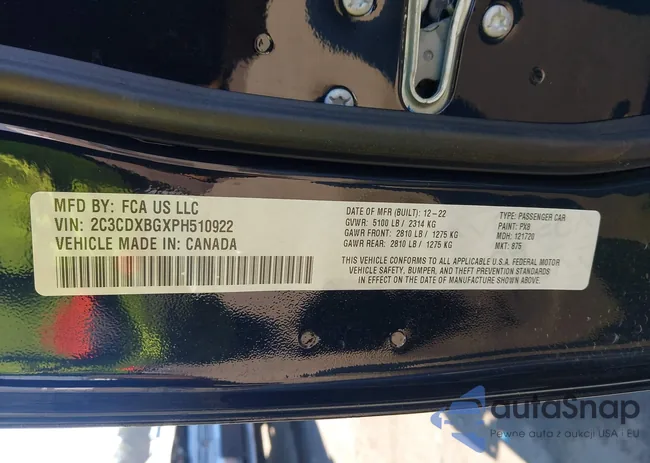 MFD BY: FCA US LLC
VIN: 2C3CDXBGXPH510922
VEHICLE MADE IN: CANADA
DATE OF MFR (BUILT): 12-22
GVWR: 5100 LB / 2314 KG
GAWR FRONT: 2810 LB / 1275 KG
GAWR REAR: 2810 LB / 1275 KG
TYPE: PASSENGER CAR
PAINT: PX8
MDH: 121720
MKT: 875
THIS VEHICLE CONFORMS TO ALL APPLICABLE U.S.A. FEDERAL MOTOR
VEHICLE SAFETY, BUMPER, AND THEFT PREVENTION STANDARDS
IN EFFECT ON THE DATE OF MANUFACTURE SHOWN ABOVE.
autoSnap
Pewne auta z aukcji USA i EU